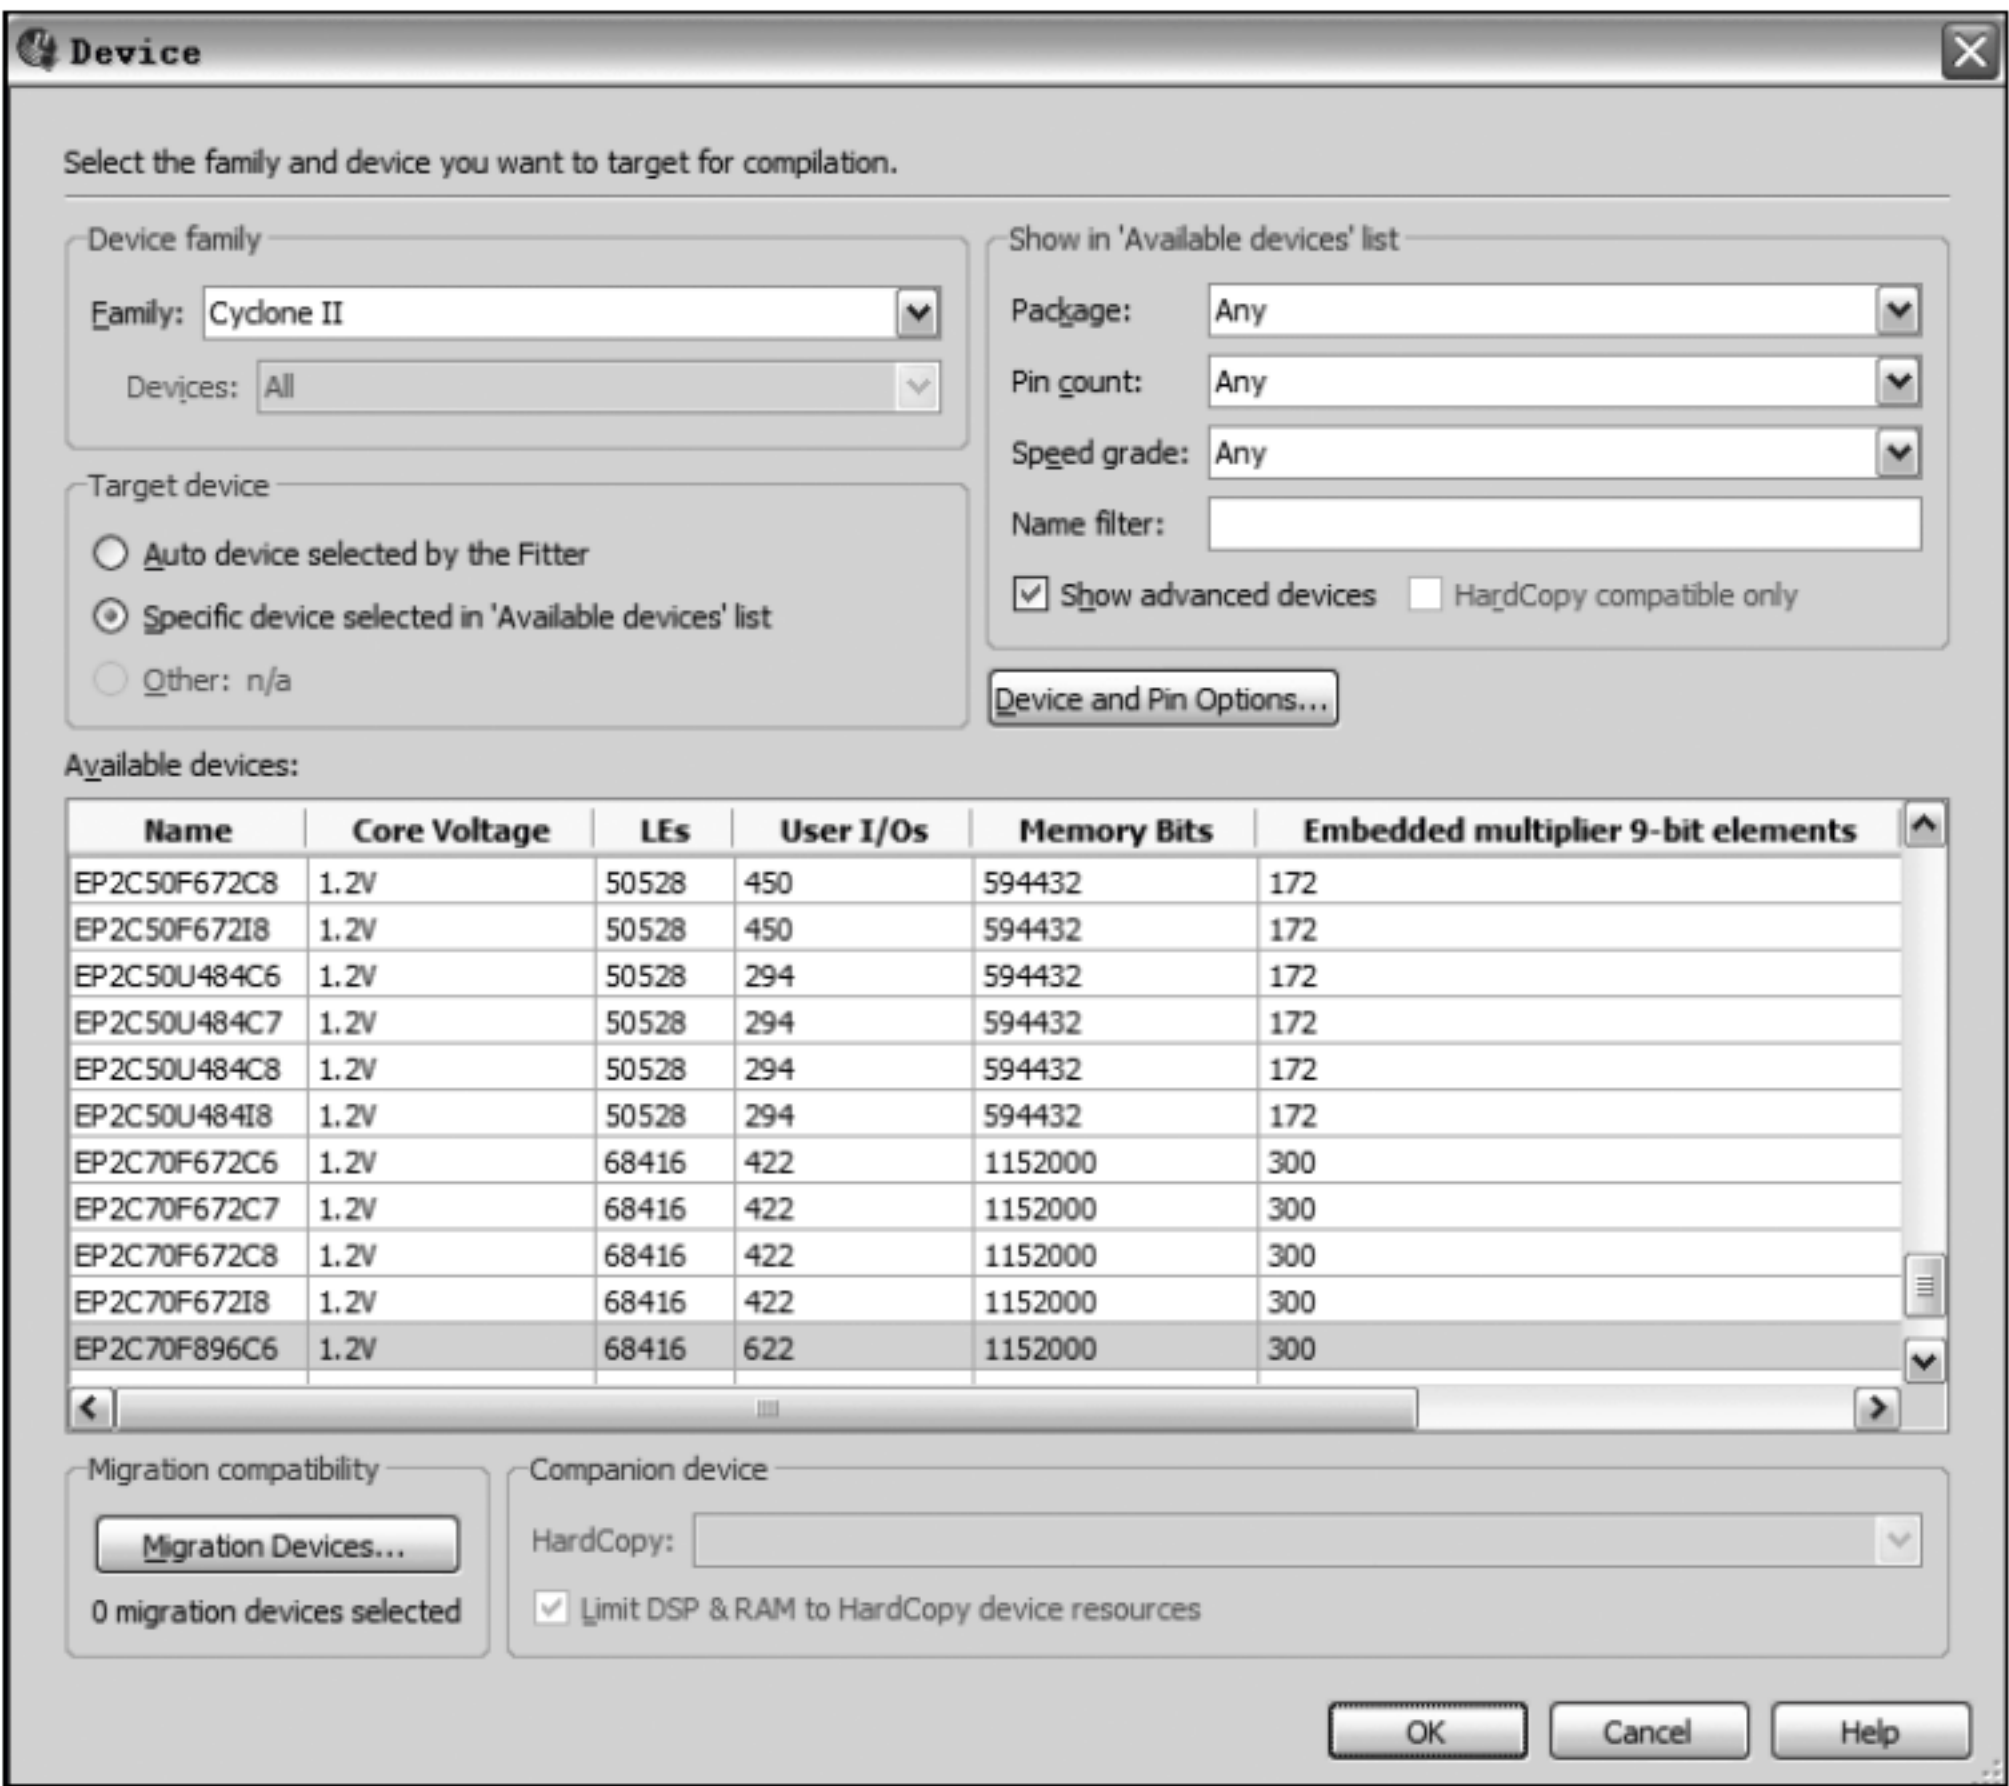 Device
Select the family and device you want to target for compilation.
Device family
Family: Cyclone II
Devices: All
Target device
Auto device selected by the Fitter
Specific device selected in 'Available devices' list
Other: n/a
Show in 'Available devices' list
Package: Any
Pin count: Any
Speed grade: Any
Name filter:
Show advanced devices HardCopy compatible only
Device and Pin Options...
Available devices:
Name Core Voltage LEs User I/Os Memory Bits Embedded multiplier 9-bit elements
EP2C50F672C8 1.2V 50528 450 594432 172
EP2C50F672I8 1.2V 50528 450 594432 172
EP2C50U484C6 1.2V 50528 294 594432 172
EP2C50U484C7 1.2V 50528 294 594432 172
EP2C50U484C8 1.2V 50528 294 594432 172
EP2C50U484I8 1.2V 50528 294 594432 172
EP2C70F672C6 1.2V 68416 422 1152000 300
EP2C70F672C7 1.2V 68416 422 1152000 300
EP2C70F672C8 1.2V 68416 422 1152000 300
EP2C70F672I8 1.2V 68416 422 1152000 300
EP2C70F896C6 1.2V 68416 622 1152000 300
Migration compatibility
Migration Devices...
0 migration devices selected
Companion device
HardCopy:
Limit DSP & RAM to HardCopy device resources
OK Cancel Help